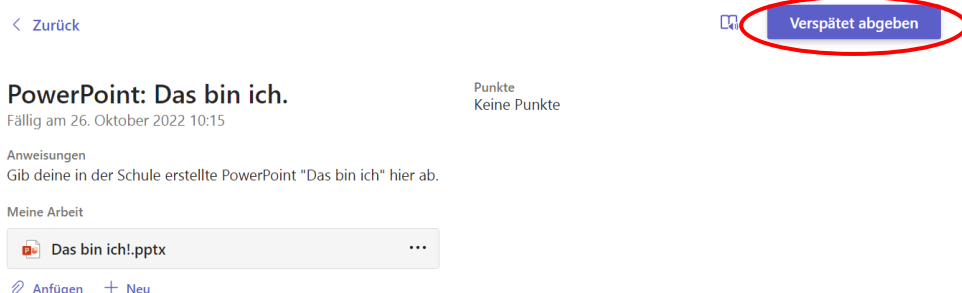 Zurück
Verspätet abgeben
PowerPoint: Das bin ich.
Fällig am 26. Oktober 2022 10:15
Punkte
Keine Punkte
Anweisungen
Gib deine in der Schule erstellte PowerPoint "Das bin ich" hier ab.
Meine Arbeit
Das bin ich!.pptx
Anfügen + Neu